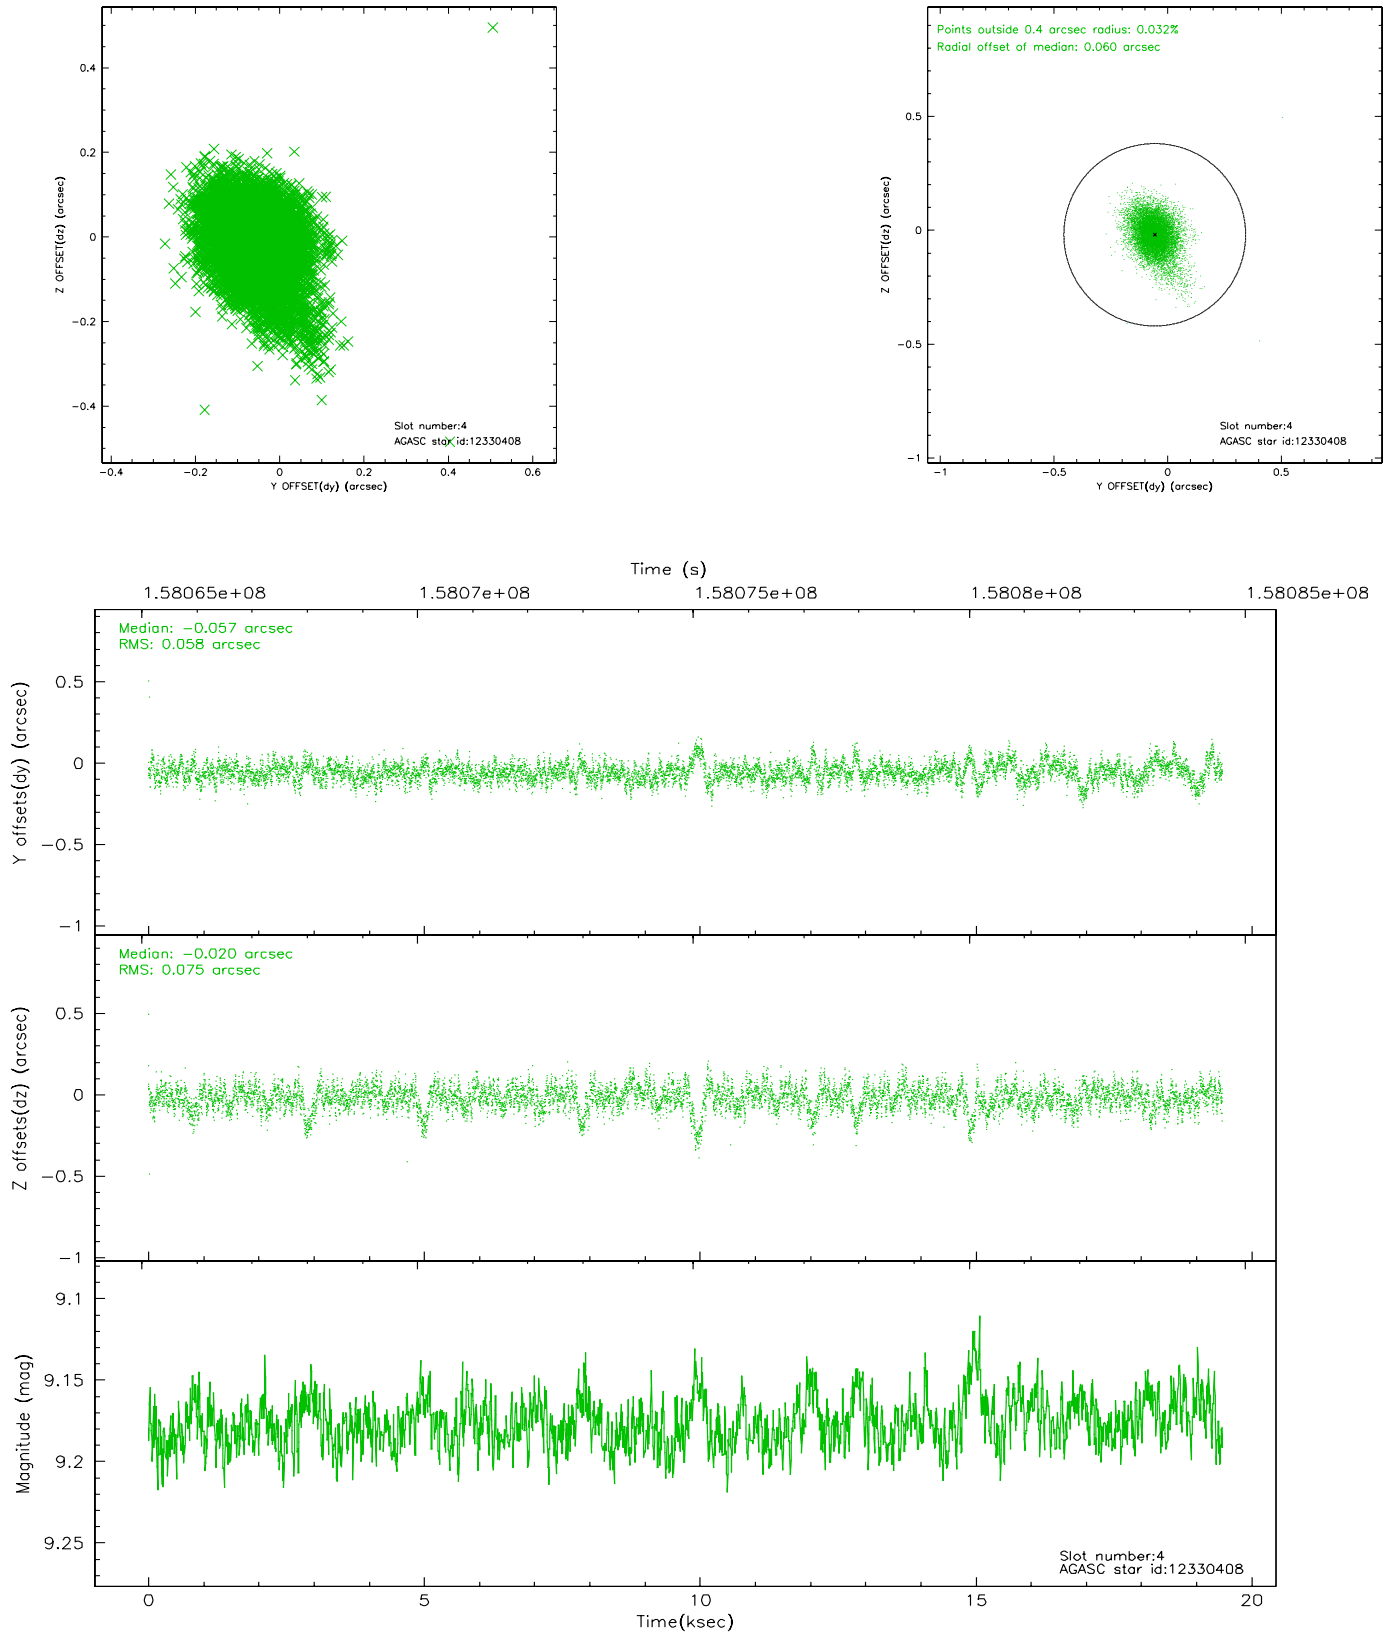 0.4
0.2
0
-0.2
-0.4
Z OFFSET(dz) (arcsec)
Slot number:4
AGASC star id:12330408
-0.4 -0.2 0 0.2 0.4 0.6
Y OFFSET(dy) (arcsec)
Points outside 0.4 arcsec radius: 0.032%
Radial offset of median: 0.060 arcsec
0.5
0
-0.5
-1
Z OFFSET(dz) (arcsec)
Slot number:4
AGASC star id:12330408
-1 -0.5 0 0.5
Y OFFSET(dy) (arcsec)
Time (s)
1.58065e+08 1.5807e+08 1.58075e+08 1.5808e+08 1.58085e+08
Median: -0.057 arcsec
RMS: 0.058 arcsec
0.5
0
-0.5
-1
Y offsets(dy) (arcsec)
Median: -0.020 arcsec
RMS: 0.075 arcsec
0.5
0
-0.5
-1
Z offsets(dz) (arcsec)
9.1
9.15
9.2
9.25
Magnitude (mag)
Slot number:4
AGASC star id:12330408
0 5 10 15 20
Time(ksec)